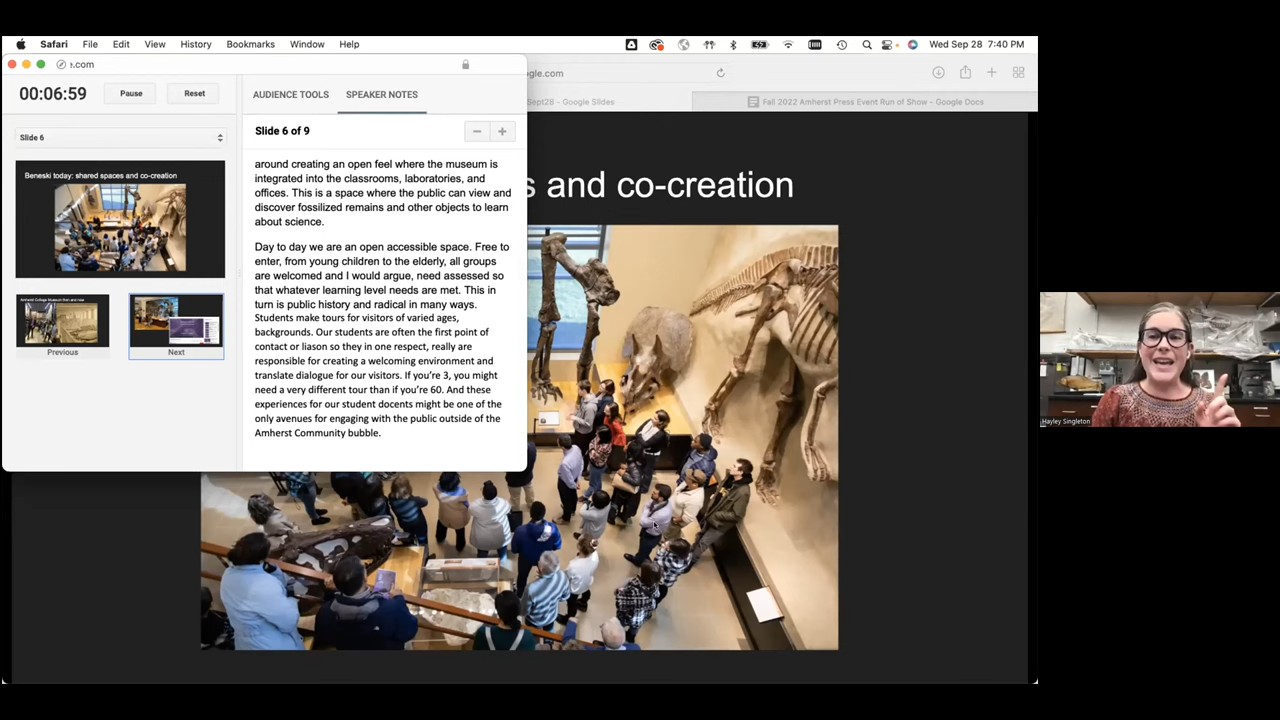 Safari File Edit View History Bookmarks Window Help Wed Sep 28 7:40 PM
e.com
gle.com
00:06:59 Pause Reset
AUDIENCE TOOLS SPEAKER NOTES
Sept28 - Google Slides
Fall 2022 Amherst Press Event Run of Show - Google Docs
Slide 6
Slide 6 of 9
Beneski today: shared spaces and co-creation
Amherst College Museum then and now
Previous
Next
around creating an open feel where the museum is
integrated into the classrooms, laboratories, and
offices. This is a space where the public can view and
discover fossilized remains and other objects to learn
about science.
Day to day we are an open accessible space. Free to
enter, from young children to the elderly, all groups
are welcomed and I would argue, need assessed so
that whatever learning level needs are met. This in
turn is public history and radical in many ways.
Students make tours for visitors of varied ages,
backgrounds. Our students are often the first point of
contact or liason so they in one respect, really are
responsible for creating a welcoming environment and
translate dialogue for our visitors. If you're 3, you might
need a very different tour than if you're 60. And these
experiences for our student docents might be one of the
only avenues for engaging with the public outside of the
Amherst Community bubble.
s and co-creation
Hayley Singleton